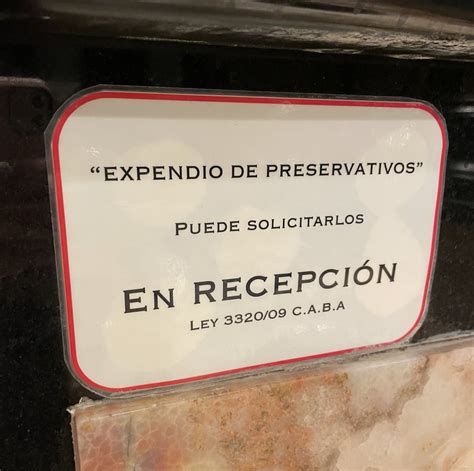 “EXPENDIO DE PRESERVATIVOS”
PUEDE SOLICITARLOS
EN RECEPCIÓN
LEY 3320/09 C.A.B.A